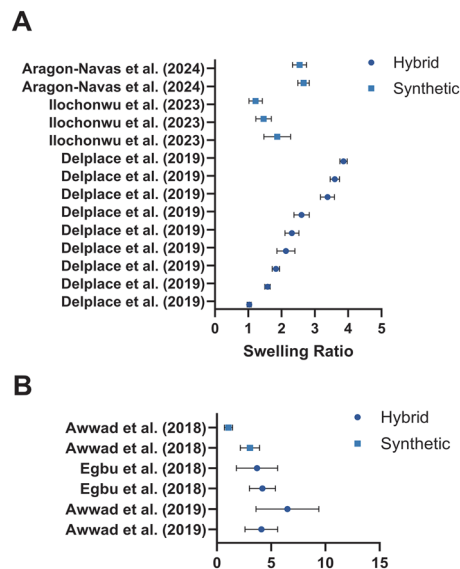 A
Hybrid
Synthetic
Aragon-Navas et al. (2024)
Aragon-Navas et al. (2024)
Ilochonwu et al. (2023)
Ilochonwu et al. (2023)
Ilochonwu et al. (2023)
Delplace et al. (2019)
Delplace et al. (2019)
Delplace et al. (2019)
Delplace et al. (2019)
Delplace et al. (2019)
Delplace et al. (2019)
Delplace et al. (2019)
Delplace et al. (2019)
Delplace et al. (2019)
0 1 2 3 4 5
Swelling Ratio
B
Hybrid
Synthetic
Awwad et al. (2018)
Awwad et al. (2018)
Egbu et al. (2018)
Egbu et al. (2018)
Awwad et al. (2019)
Awwad et al. (2019)
0 5 10 15